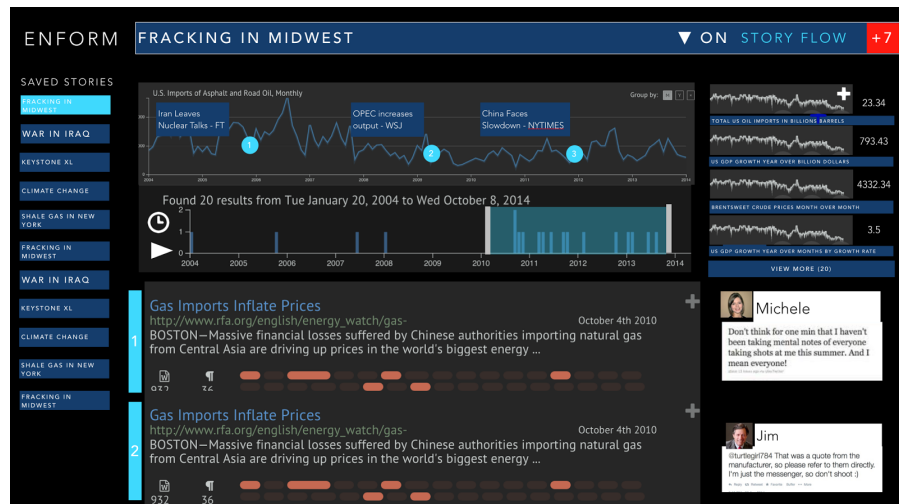 ENFORM
FRACKING IN MIDWEST
▼ ON STORY FLOW +7
SAVED STORIES
FRACKING IN
MIDWEST
WAR IN IRAQ
KEYSTONE XL
CLIMATE CHANGE
SHALE GAS IN NEW
YORK
FRACKING IN
MIDWEST
WAR IN IRAQ
KEYSTONE XL
CLIMATE CHANGE
SHALE GAS IN NEW
YORK
FRACKING IN
MIDWEST
U.S. Imports of Asphalt and Road Oil, Monthly
Group by:
Iran Leaves
Nuclear Talks - FT
OPEC increases
output - WSJ
China Faces
Slowdown - NYTIMES
1
2
3
2004 2005 2006 2007 2008 2009 2010 2011 2012 2013 2014
Found 20 results from Tue January 20, 2004 to Wed October 8, 2014
2
1
0
2004 2005 2006 2007 2008 2009 2010 2011 2012 2013 2014
1
Gas Imports Inflate Prices
http://www.rfa.org/english/energy_watch/gas-
October 4th 2010
BOSTON—Massive financial losses suffered by Chinese authorities importing natural gas
from Central Asia are driving up prices in the world's biggest energy ...
W ¶
932 36
2
Gas Imports Inflate Prices
http://www.rfa.org/english/energy_watch/gas-
October 4th 2010
BOSTON—Massive financial losses suffered by Chinese authorities importing natural gas
from Central Asia are driving up prices in the world's biggest energy ...
W ¶
932 36
23.34
TOTAL US OIL IMPORTS IN BILLIONS BARRELS
793.43
US GDP GROWTH YEAR OVER BILLION DOLLARS
4332.34
BRENTSWEET CRUDE PRICES MONTH OVER MONTH
3.5
US GDP GROWTH YEAR OVER MONTHS BY GROWTH RATE
VIEW MORE (20)
Michele
Don't think for one min that I haven't
been taking mental notes of everyone
taking shots at me this summer. And I
mean everyone!
Jim
@turtlegirl784 That was a quote from the
manufacturer, so please refer to them directly.
I'm just the messenger, so don't shoot :)